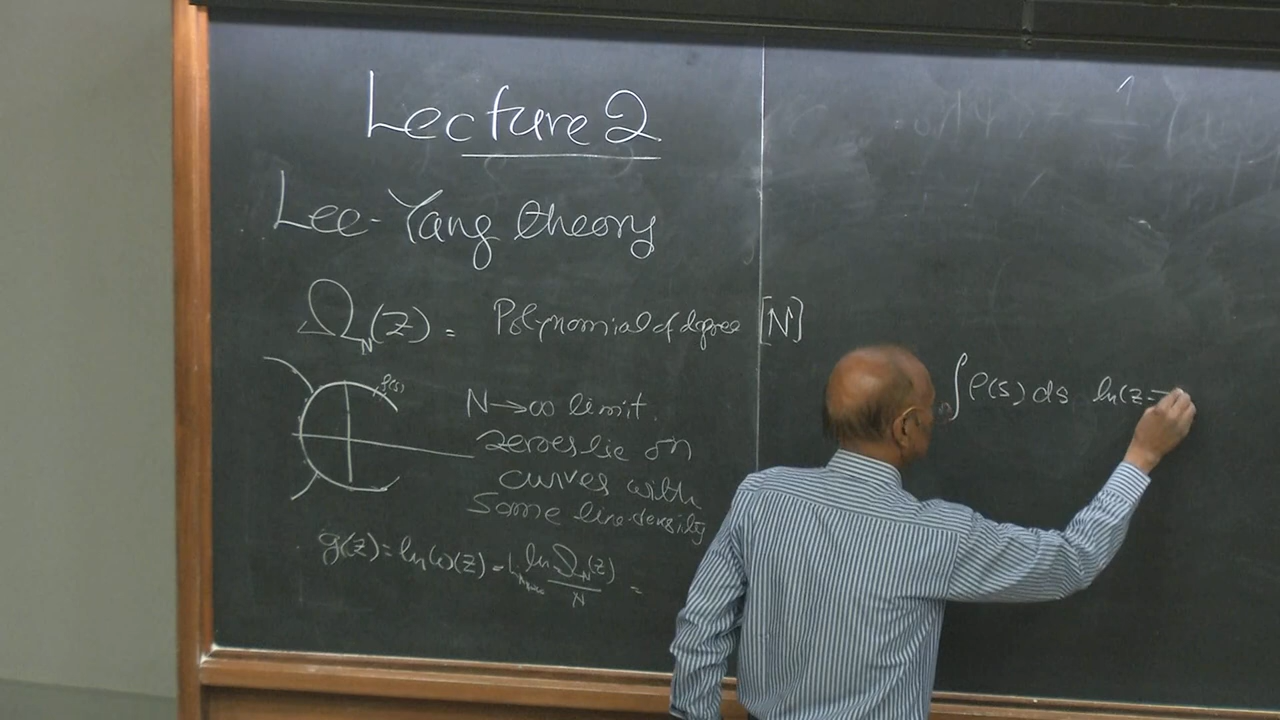 Lecture 2
Lee-Yang theory
Ω_N(z) = Polynomial of degree [N]
ρ(s)
N→∞ limit.
zeroes lie on
curves with
some line density
g(z) = ln ω(z) = Lim_{N→∞} ln Ω_N(z) / N =
∫ρ(s) ds ln(z-